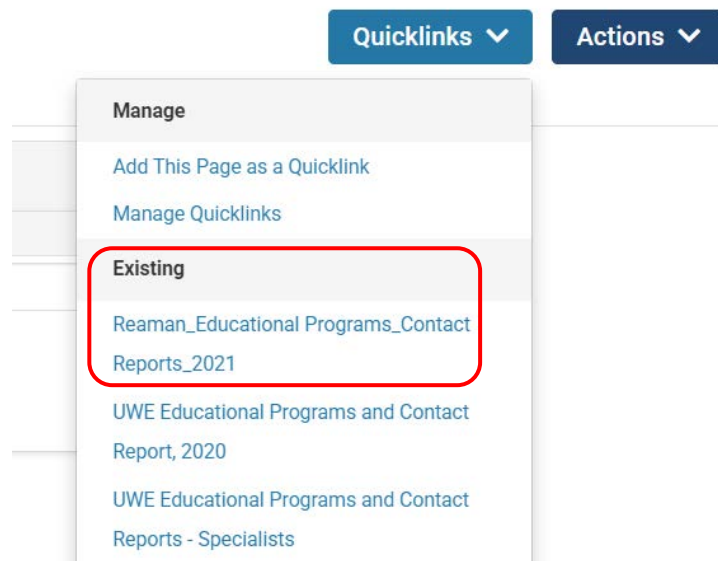 Quicklinks Actions
Manage
Add This Page as a Quicklink
Manage Quicklinks
Existing
Reaman_Educational Programs_Contact
Reports_2021
UWE Educational Programs and Contact
Report, 2020
UWE Educational Programs and Contact
Reports - Specialists